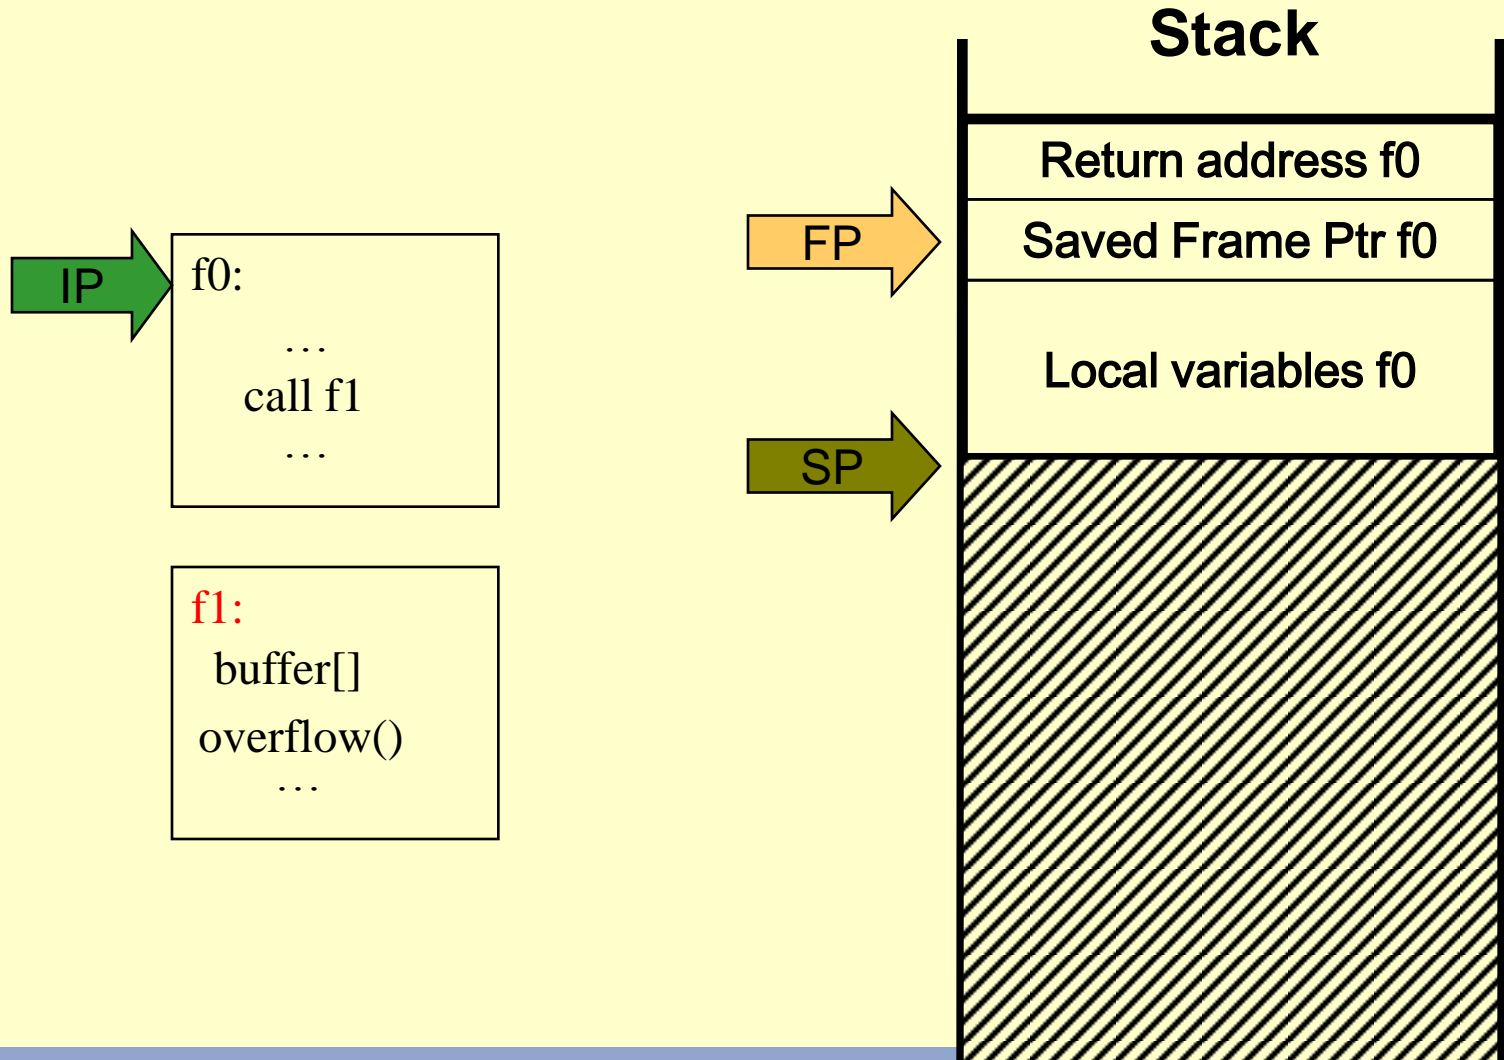 Stack
Return address f0
FP
Saved Frame Ptr f0
IP
f0:
…
call f1
…
Local variables f0
SP
f1:
buffer[]
overflow()
…